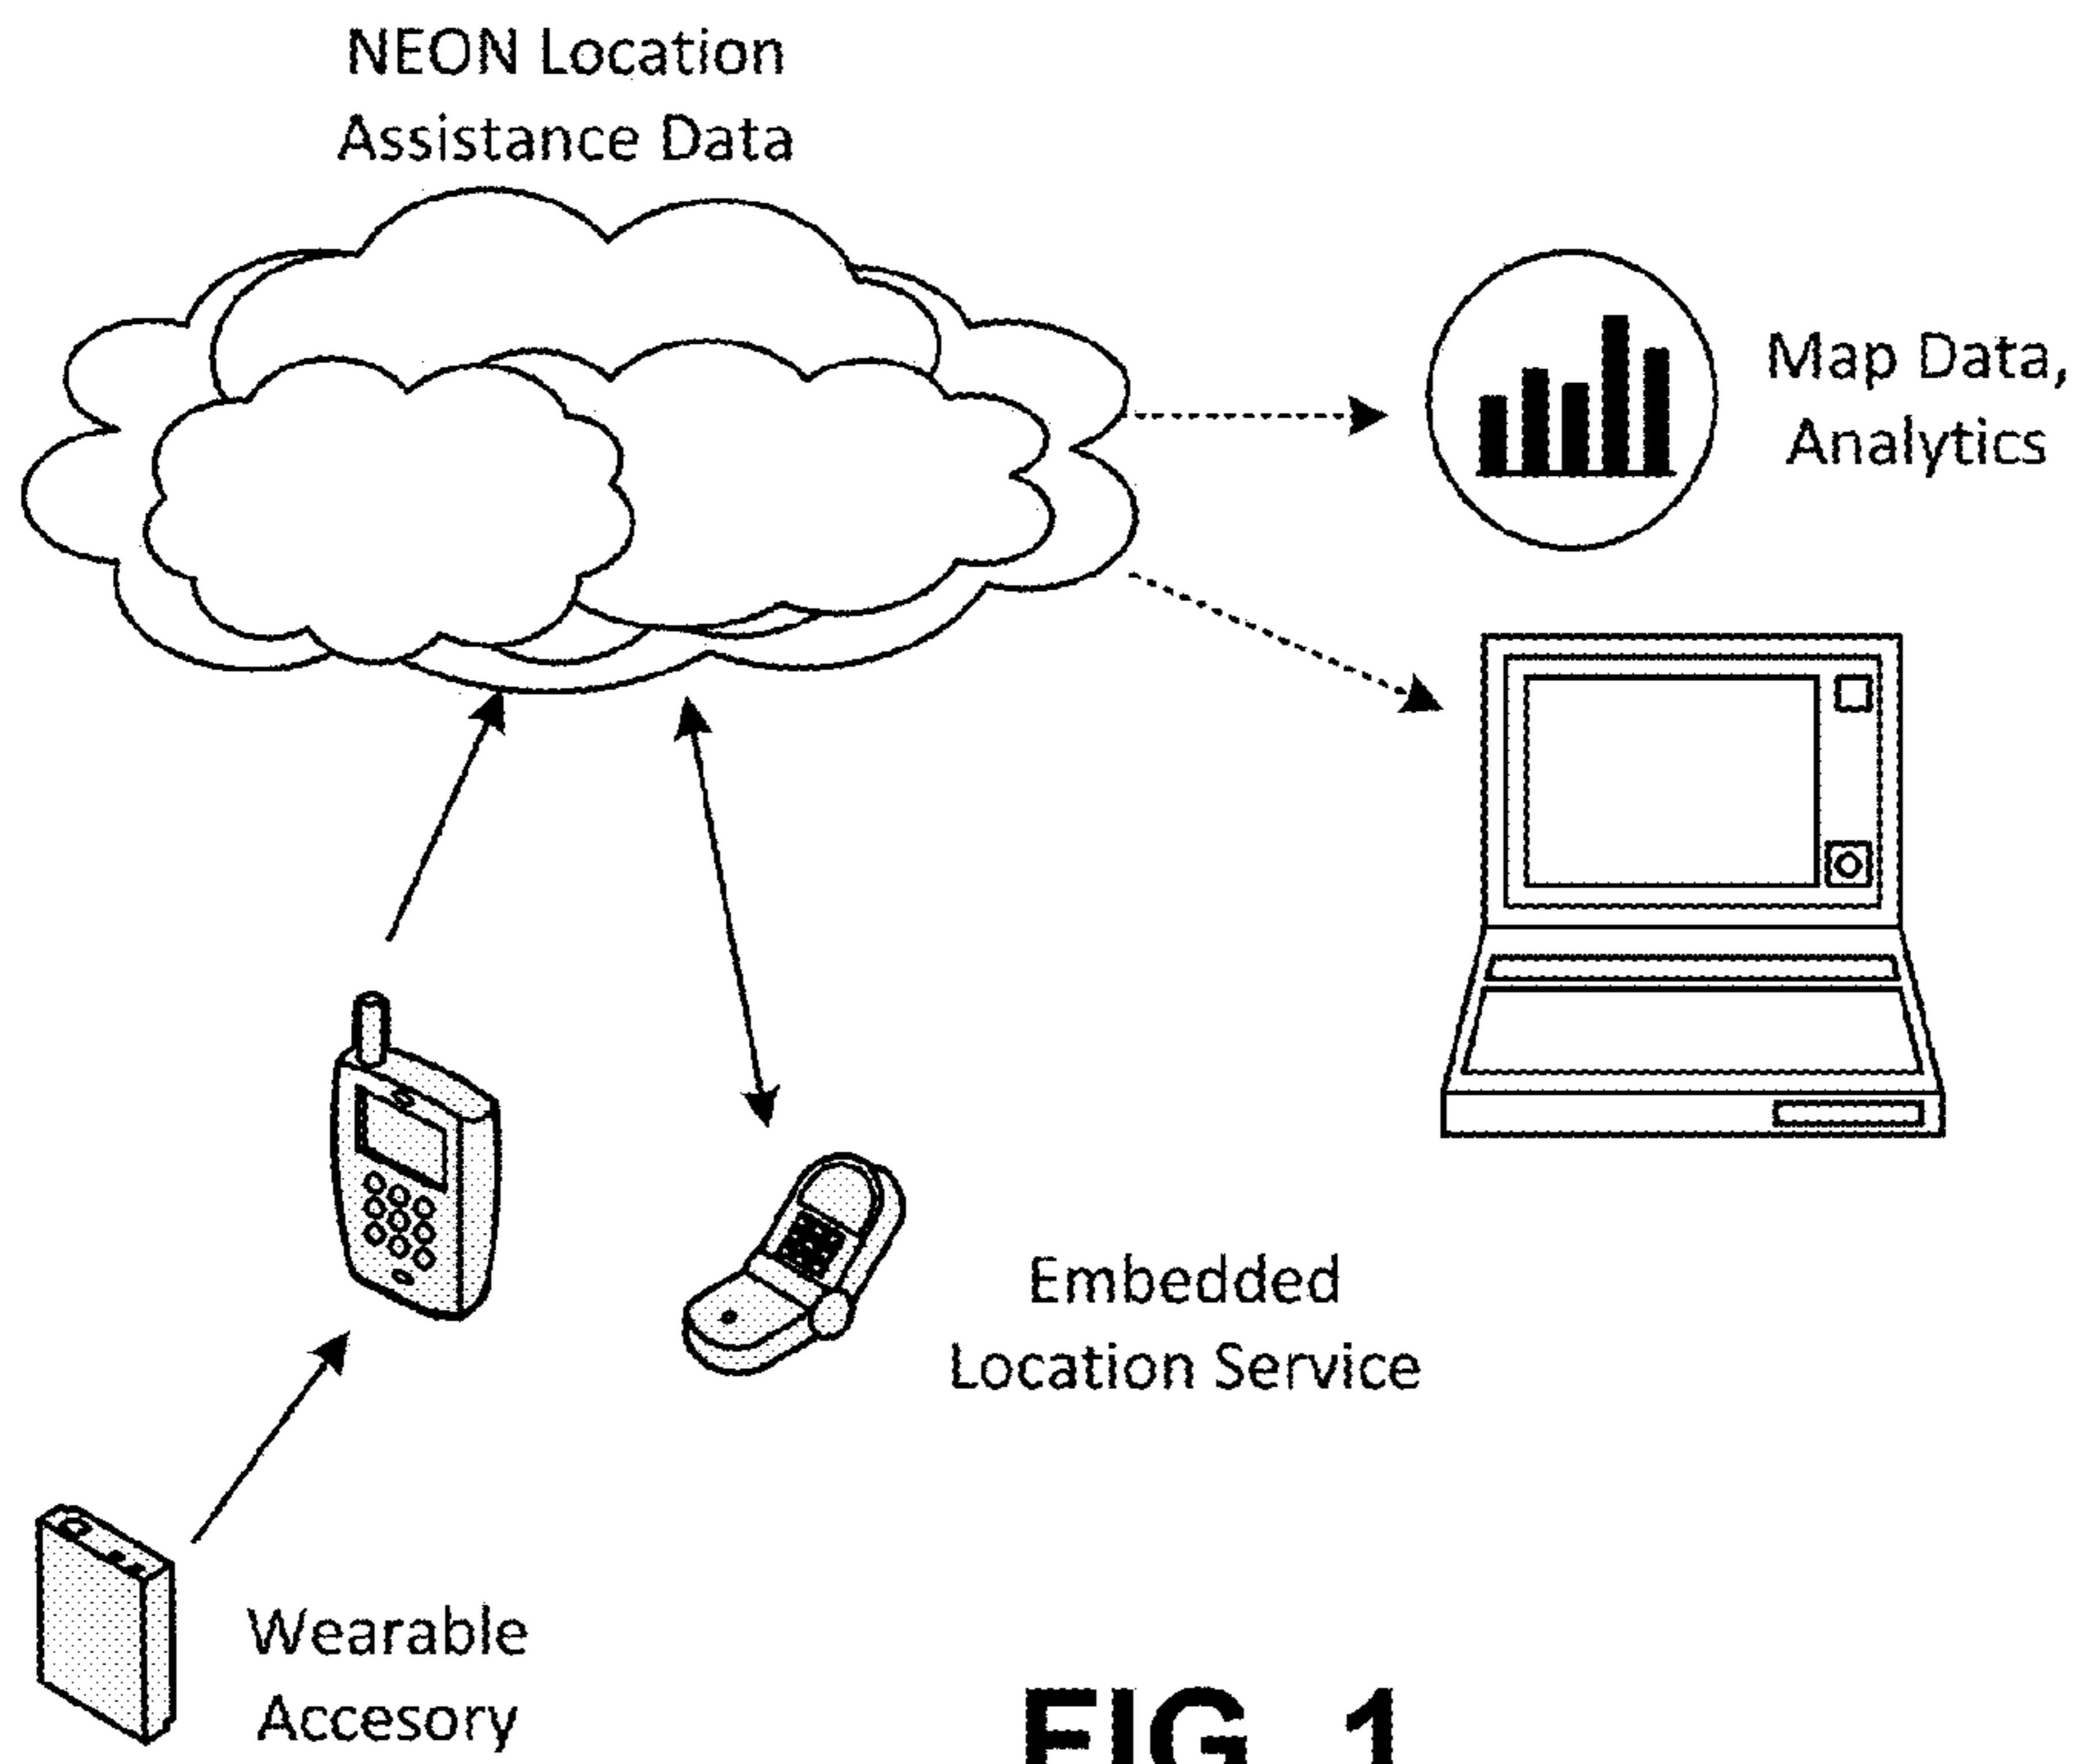 NEON Location
Assistance Data
Map Data,
Analytics
Embedded
Location Service
Wearable
Accesory
FIG. 1